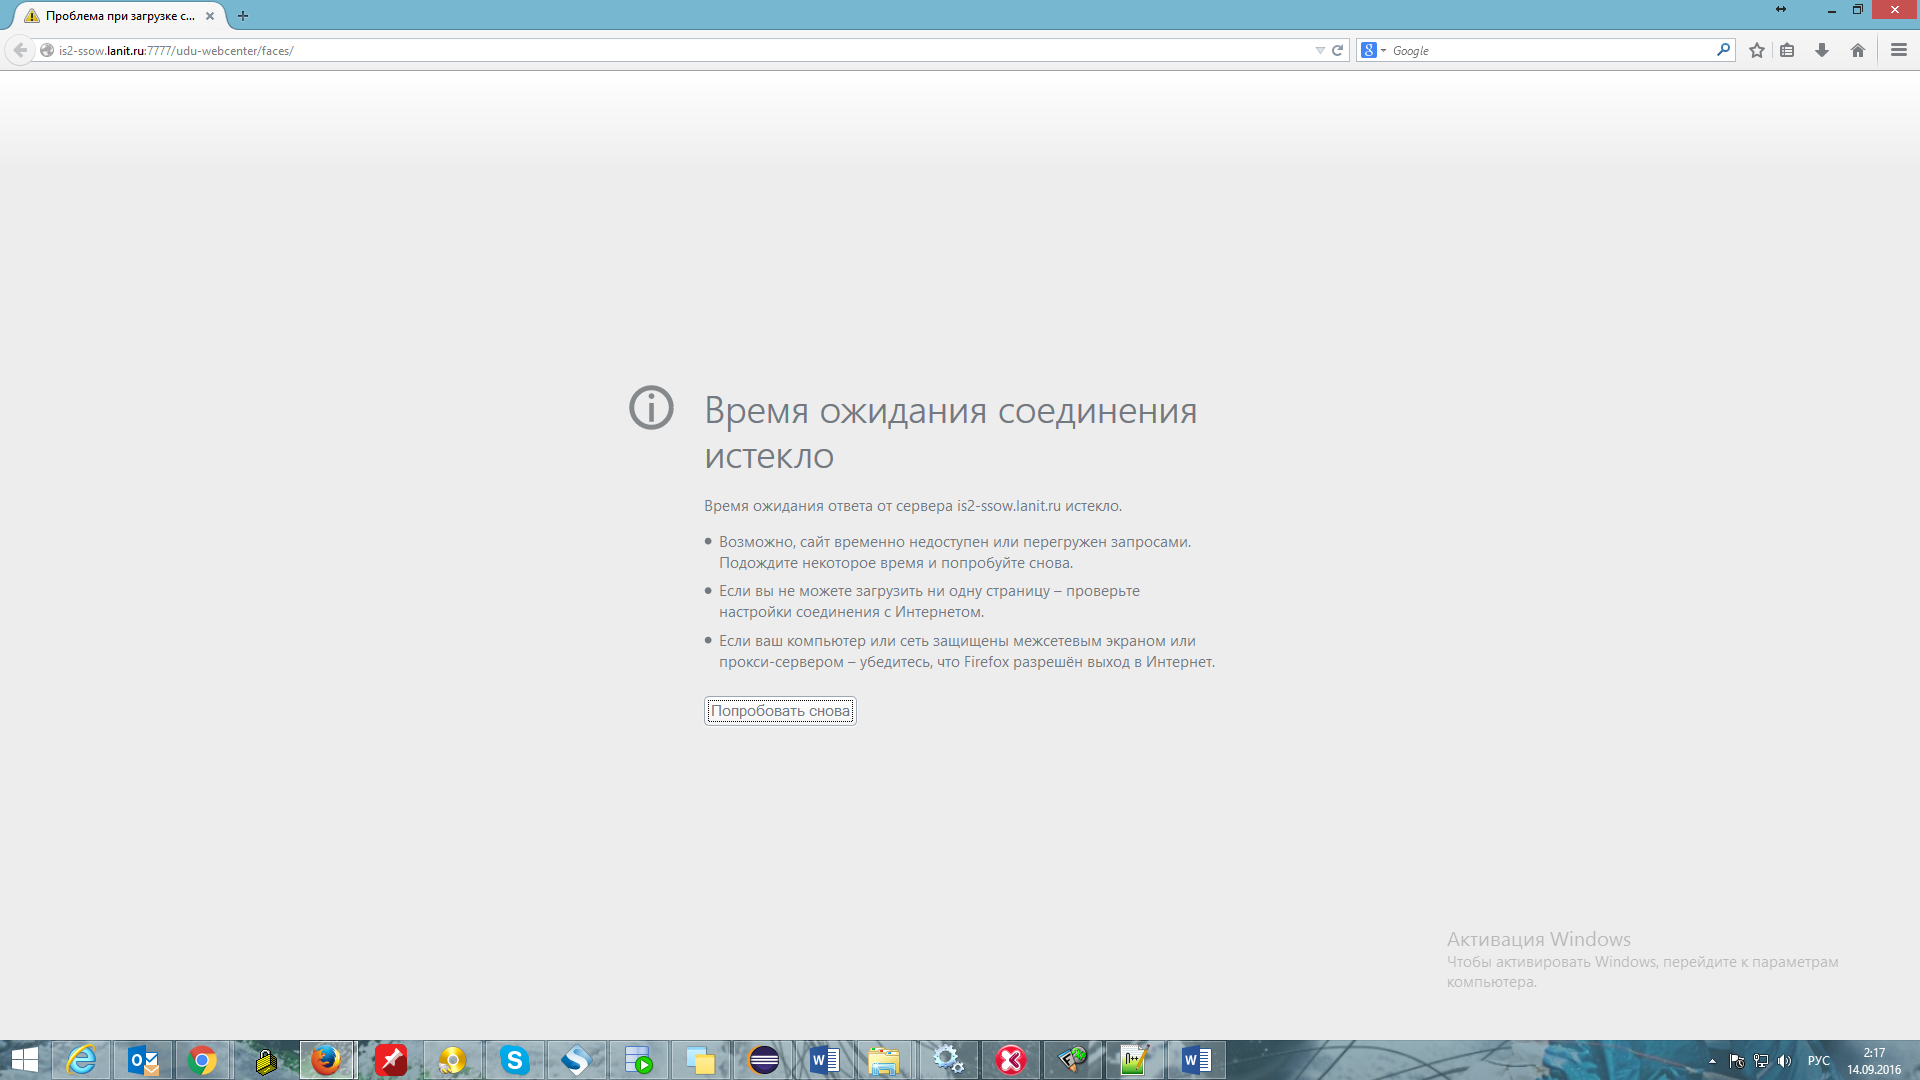 Проблема при загрузке с...
is2-ssow.lanit.ru:7777/udu-webcenter/faces/
Google
Время ожидания соединения
истекло
Время ожидания ответа от сервера is2-ssow.lanit.ru истекло.
Возможно, сайт временно недоступен или перегружен запросами.
Подождите некоторое время и попробуйте снова.
Если вы не можете загрузить ни одну страницу – проверьте
настройки соединения с Интернетом.
Если ваш компьютер или сеть защищены межсетевым экраном или
прокси-сервером – убедитесь, что Firefox разрешён выход в Интернет.
Попробовать снова
Активация Windows
Чтобы активировать Windows, перейдите к параметрам
компьютера.
РУС
2:17
14.09.2016